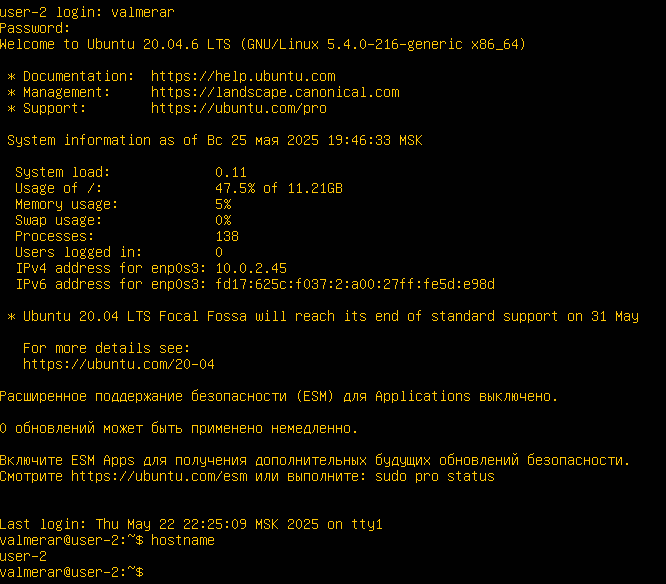 user-2 login: valmerar
Password:
Welcome to Ubuntu 20.04.6 LTS (GNU/Linux 5.4.0-216-generic x86_64)
* Documentation:  https://help.ubuntu.com
* Management:     https://landscape.canonical.com
* Support:        https://ubuntu.com/pro
System information as of Вс 25 мая 2025 19:46:33 MSK
System load:             0.11
Usage of /:              47.5% of 11.21GB
Memory usage:            5%
Swap usage:              0%
Processes:               138
Users logged in:         0
IPv4 address for enp0s3: 10.0.2.45
IPv6 address for enp0s3: fd17:625c:f037:2:a00:27ff:fe5d:e98d
* Ubuntu 20.04 LTS Focal Fossa will reach its end of standard support on 31 May
For more details see:
https://ubuntu.com/20-04
Расширенное поддержание безопасности (ESM) для Applications выключено.
0 обновлений может быть применено немедленно.
Включите ESM Apps для получения дополнительных будущих обновлений безопасности.
Смотрите https://ubuntu.com/esm или выполните: sudo pro status
Last login: Thu May 22 22:25:09 MSK 2025 on tty1
valmerar@user-2:~$ hostname
user-2
valmerar@user-2:~$